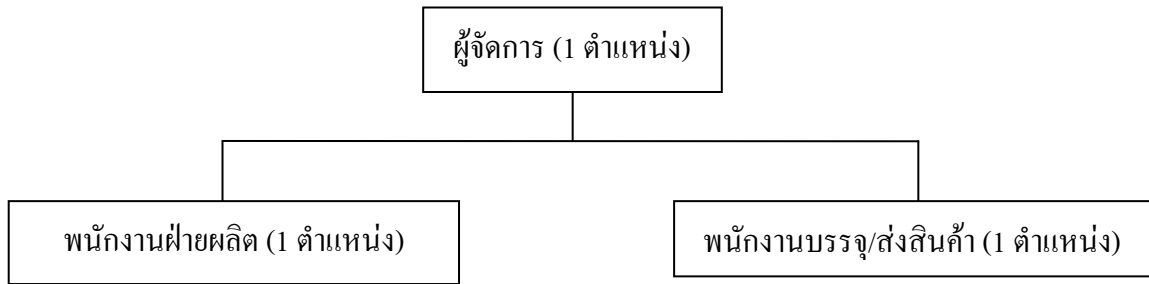 ผู้จัดการ (1 ตำแหน่ง)
พนักงานฝ่ายผลิต (1 ตำแหน่ง)
พนักงานบรรจุ/ส่งสินค้า (1 ตำแหน่ง)